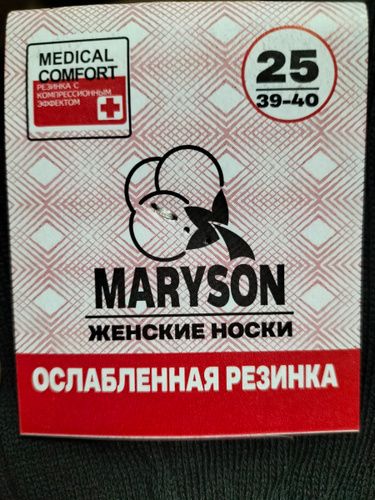 MEDICAL
COMFORT
РЕЗИНКА С
КОМПРЕССИОННЫМ
ЭФФЕКТОМ
25
39-40
MARYSON
ЖЕНСКИЕ НОСКИ
ОСЛАБЛЕННАЯ РЕЗИНКА